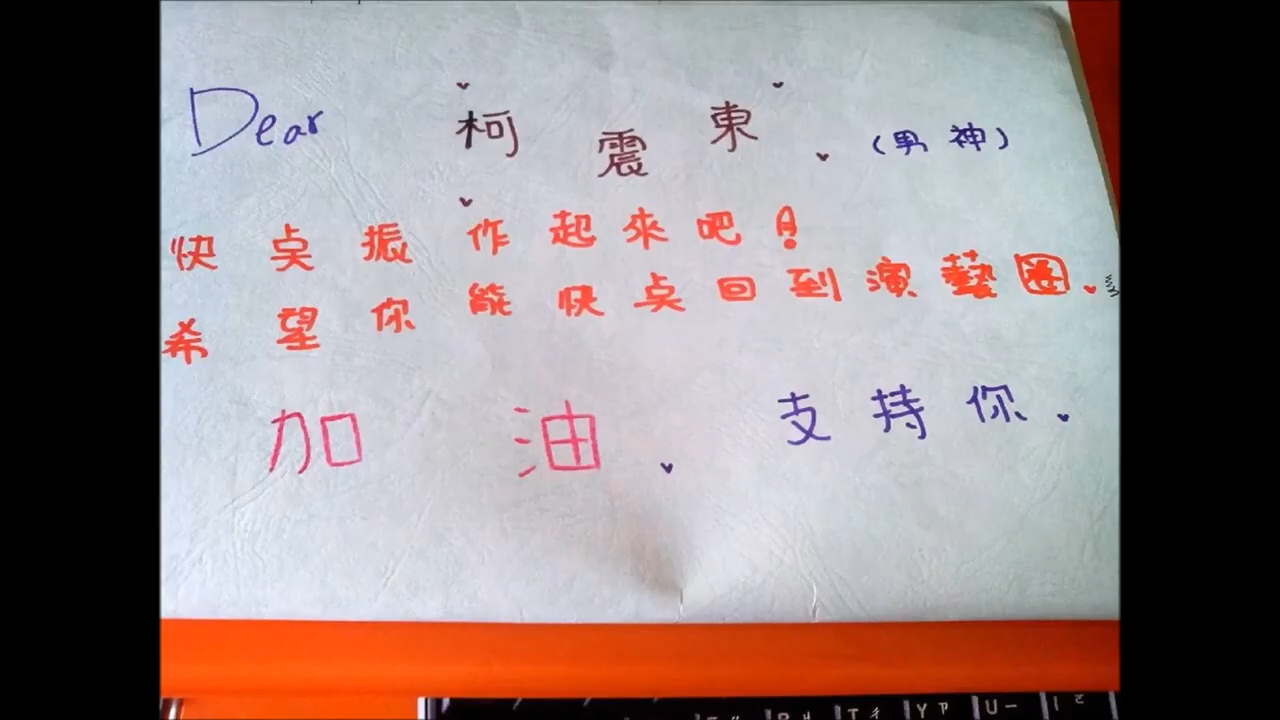 Dear 柯震東 (男神)
快点振作起來吧!
希望你能快点回到演藝圈.
加油 支持你
T ㄔ Y ㄗ U ㄧ I ㄛ